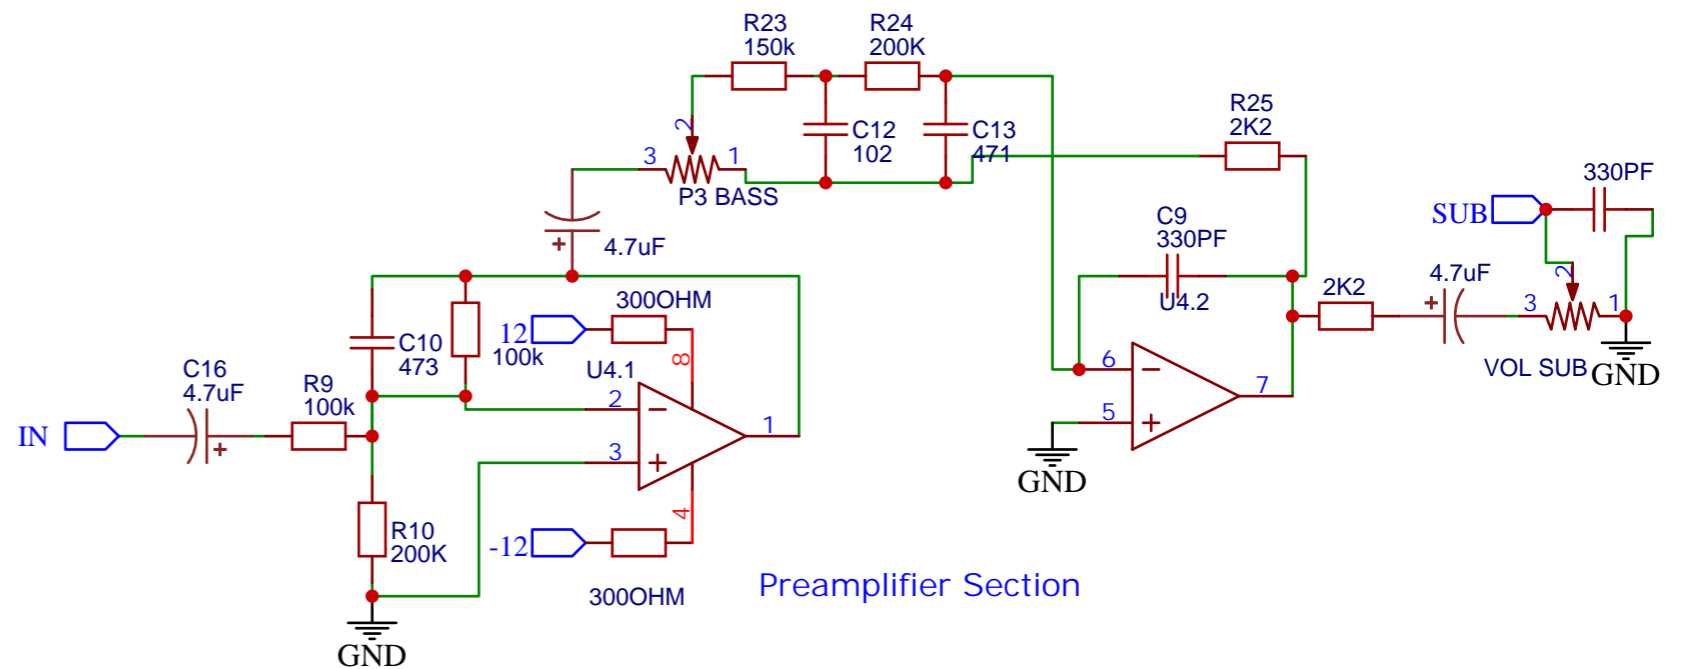 R23
150k
R24
200K
2
3
1
C12
102
C13
471
P3 BASS
R25
2K2
4.7uF
C9
330PF
U4.2
330PF
SUB
2
4.7uF
2K2
3
1
VOL SUB
GND
300OHM
12
100k
8
C10
473
U4.1
C16
4.7uF
R9
100k
IN
2
3
1
6
5
7
GND
R10
200K
4
-12
300OHM
GND
Preamplifier Section